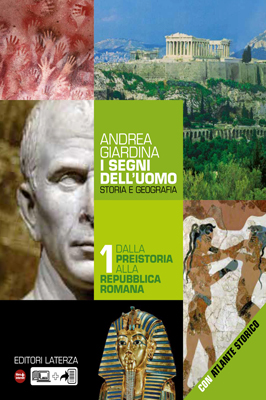 ANDREA
GIARDINA
I SEGNI
DELL'UOMO
STORIA E GEOGRAFIA
1
DALLA
PREISTORIA
ALLA
REPUBBLICA
ROMANA
CON ATLANTE STORICO
EDITORI LATERZA